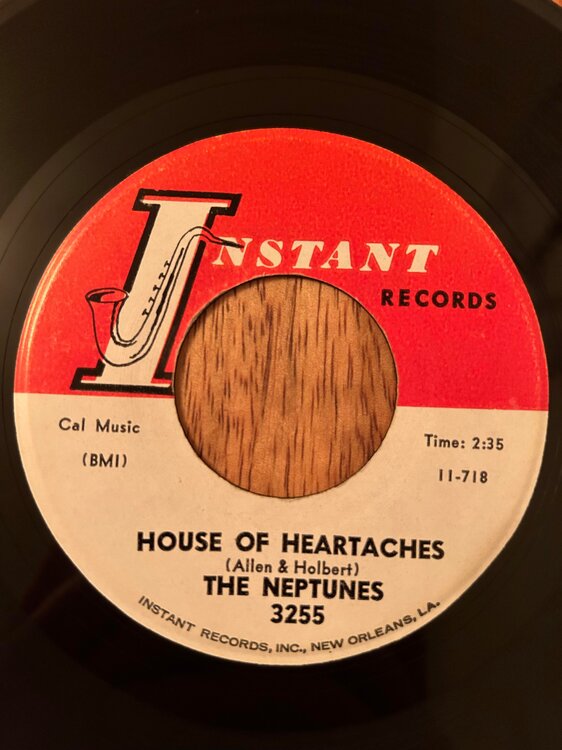 INSTANT
RECORDS
Cal Music
(BMI)
Time: 2:35
11-718
HOUSE OF HEARTACHES
(Allen & Holbert)
THE NEPTUNES
3255
INSTANT RECORDS, INC., NEW ORLEANS, LA.